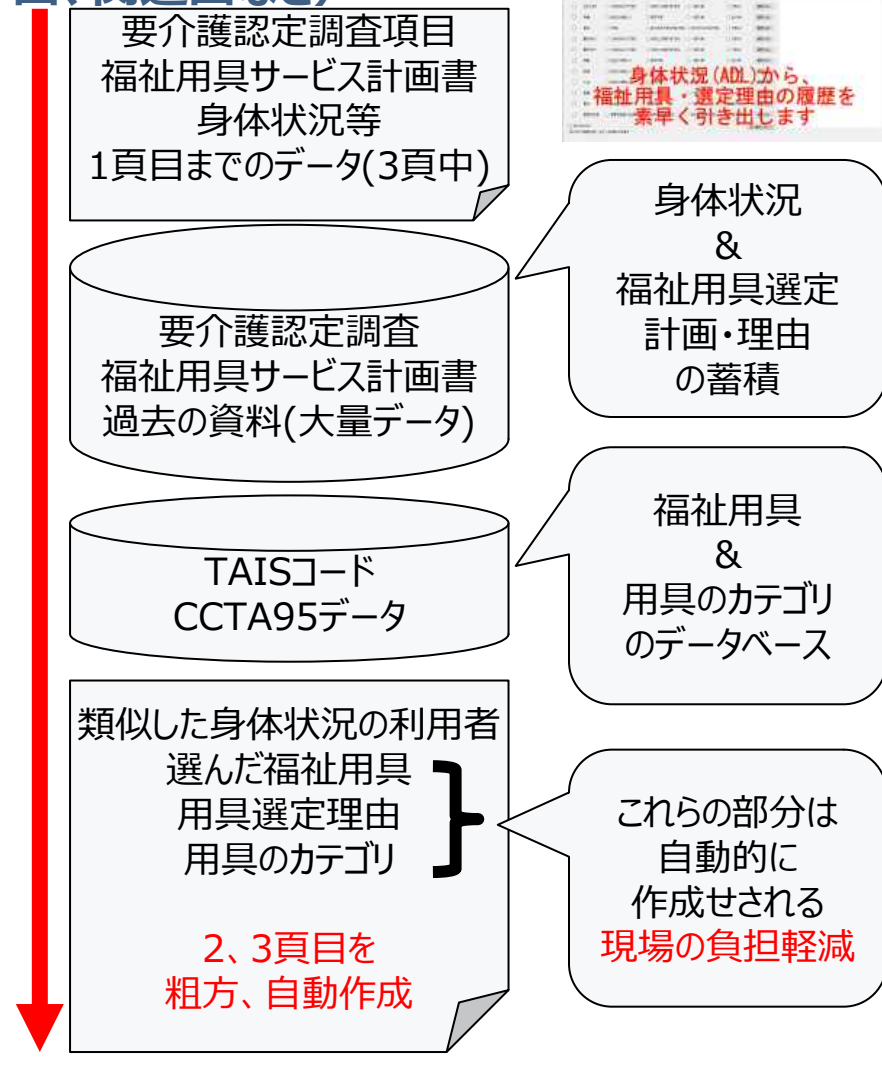 要介護認定調査項目
福祉用具サービス計画書
身体状況等
1頁目までのデータ(3頁中)
身体状況(ADL)から、
福祉用具・選定理由の履歴を
素早く引き出します
身体状況
&
福祉用具選定
計画・理由
の蓄積
要介護認定調査
福祉用具サービス計画書
過去の資料(大量データ)
福祉用具
&
用具のカテゴリ
のデータベース
TAISコード
CCTA95データ
類似した身体状況の利用者
選んだ福祉用具
用具選定理由
用具のカテゴリ
2、3頁目を
粗方、自動作成
これらの部分は
自動的に
作成せされる
現場の負担軽減